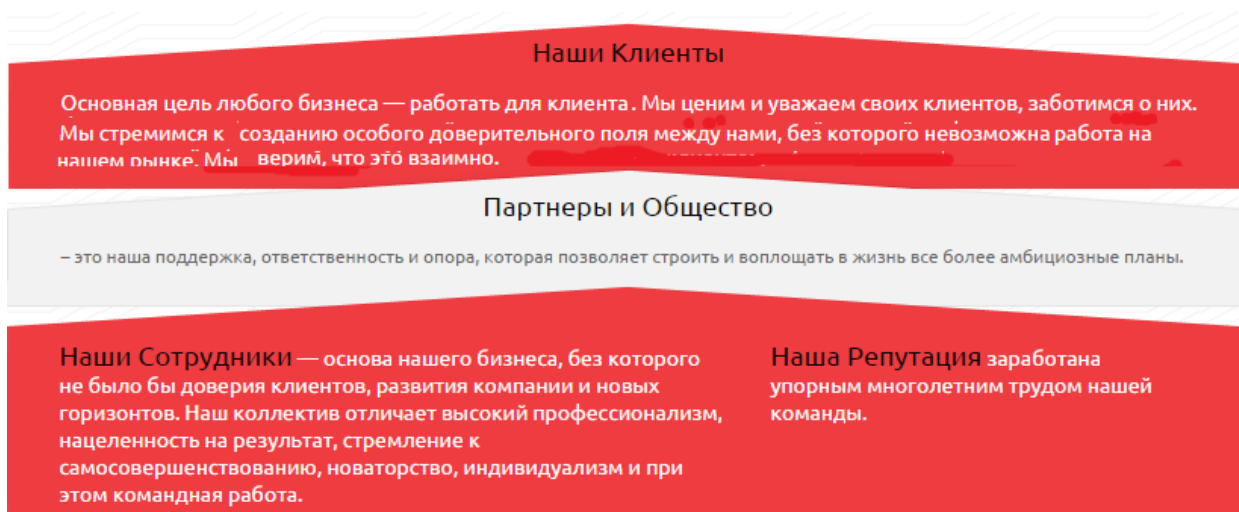 Наши Клиенты
Основная цель любого бизнеса — работать для клиента. Мы ценим и уважаем своих клиентов, заботимся о них.
Мы стремимся к созданию особого доверительного поля между нами, без которого невозможна работа на
нашем рынке. Мы верим, что это взаимно.
Партнеры и Общество
– это наша поддержка, ответственность и опора, которая позволяет строить и воплощать в жизнь все более амбициозные планы.
Наши Сотрудники — основа нашего бизнеса, без которого
не было бы доверия клиентов, развития компании и новых
горизонтов. Наш коллектив отличает высокий профессионализм,
нацеленность на результат, стремление к
самосовершенствованию, новаторство, индивидуализм и при
этом командная работа.
Наша Репутация заработана
упорным многолетним трудом нашей
команды.